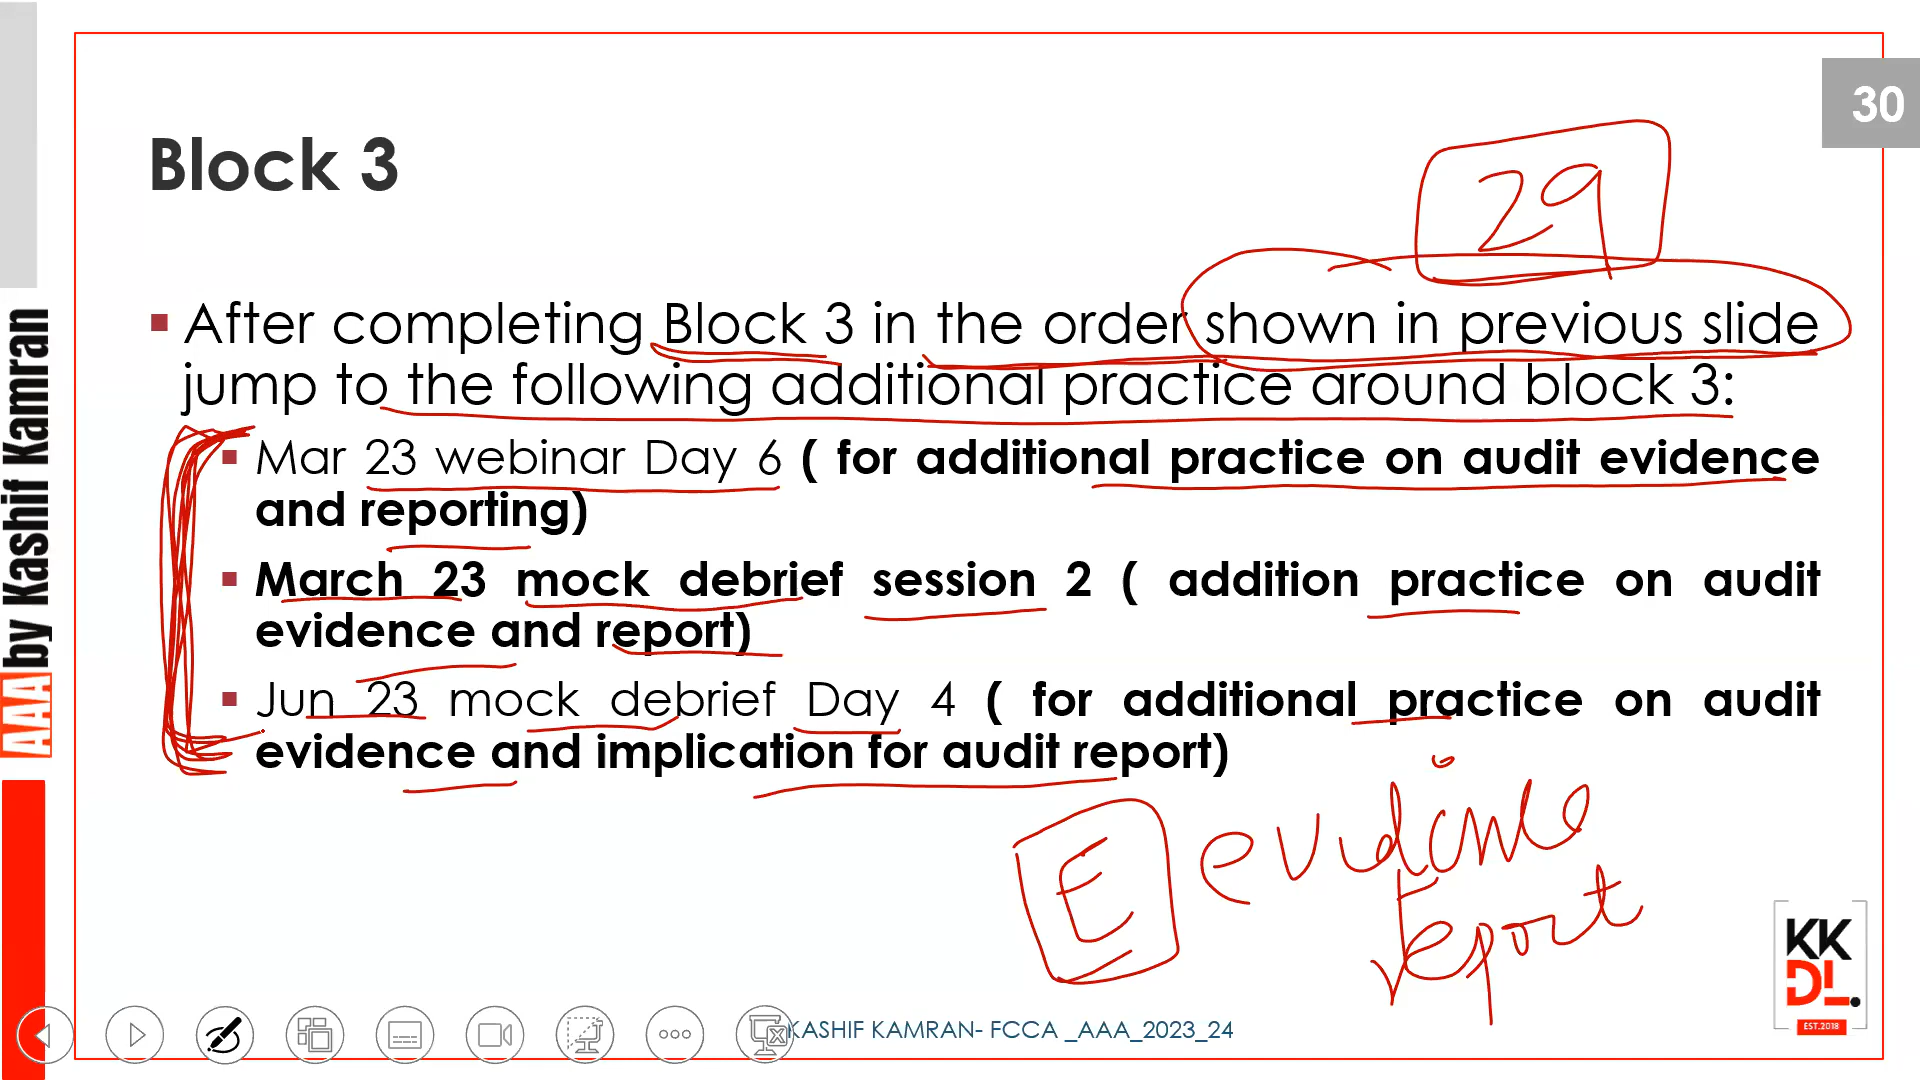 30
Block 3
29
After completing Block 3 in the order shown in previous slide
jump to the following additional practice around block 3:
Mar 23 webinar Day 6 ( for additional practice on audit evidence
and reporting)
March 23 mock debrief session 2 ( addition practice on audit
evidence and report)
Jun 23 mock debrief Day 4 ( for additional practice on audit
evidence and implication for audit report)
E
report
AAA by Kashif Kamran
KASHIF KAMRAN- FCCA _AAA_2023_24
KK
DL.
EST.2018